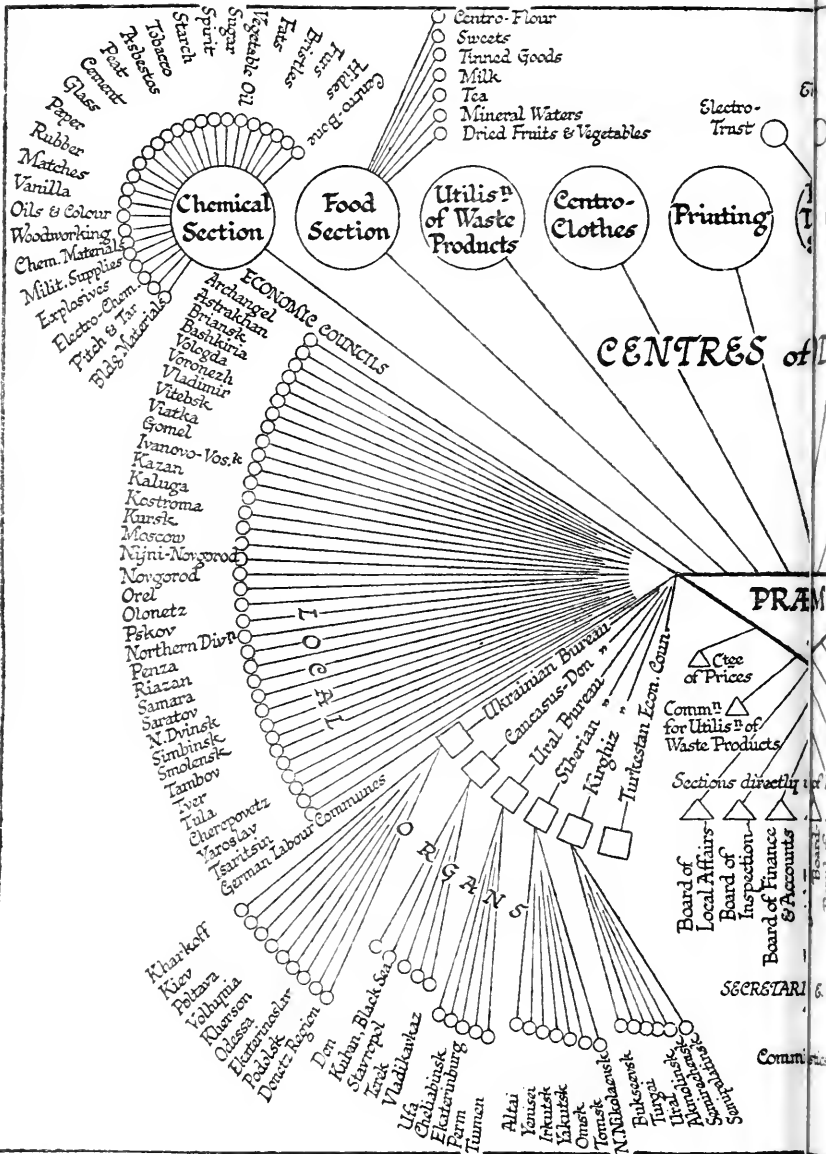 Centro-Bone
Hides
Furs
Bristles
Fats
Vegetable Oil
Sugar
Spirit
Starch
Tobacco
Asbestos
Peat
Cement
Glass
Paper
Rubber
Matches
Vanilla
Oils & Colour
Woodworking
Chem. Materials
Milit. Supplies
Explosives
Electro-Chem.
Pitch & Tar
Bldg. Materials
Chemical
Section
Centro-Flour
Sweets
Tinned Goods
Milk
Tea
Mineral Waters
Dried Fruits & Vegetables
Food
Section
Utilisn
of Waste
Products
Centro-
Clothes
Printing
Electro-
Trust
CENTRES of
ECONOMIC COUNCILS
Archangel
Astrakhan
Briansk
Bashkiria
Vologda
Voronezh
Vladimir
Vitebsk
Viatka
Gomel
Ivanovo-Vos.k
Kazan
Kaluga
Kostroma
Kursk
Moscow
Nijni-Novgorod
Novgorod
Orel
Olonetz
Pskov
Northern Divn
Penza
Riazan
Samara
Saratov
N. Dvinsk
Simbinsk
Smolensk
Tambov
Tver
Tula
Cherepovetz
Yaroslav
Tsaritsin
German Labour Communes
LOCAL
ORGANS
Ukrainian Bureau
Caucasus-Don "
Ural Bureau
Siberian "
Kinghiz "
Turkestan Econ. Coun.
Kharkoff
Kiev
Poltava
Volhynia
Kherson
Odessa
Ekaterinoslav
Podolsk
Donetz Region
Don
Kuban, Black Sea
Stavropol
Terek
Vladikavkaz
Ufa
Cheliabinsk
Ekaterinburg
Perm
Tiumen
Altai
Yenisei
Irkutsk
Yakutsk
Omsk
Tomsk
N. Nikolaevsk
Bukeevsk
Turgai
Ural
Akmolinsk
PRAM
Ctee
of Prices
Commn
for Utilisn of
Waste Products
Sections directly
Board of
Local Affairs
Board of
Inspection
Board of Finance
& Accounts
Board
SECRETARI